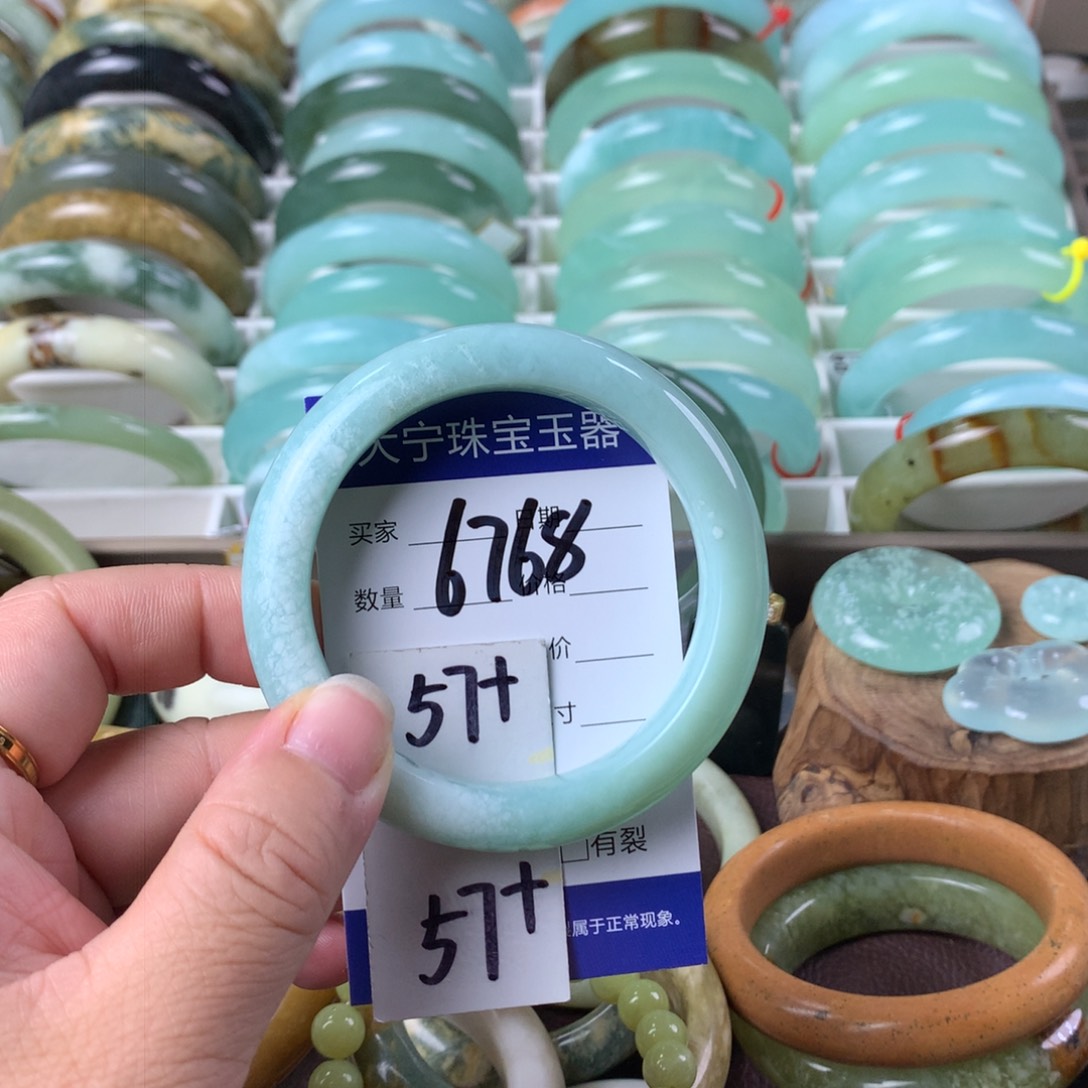 大宁珠宝玉器
买家 日期
6768
数量 价格
价
57+
寸
有裂
57+
属于正常现象。